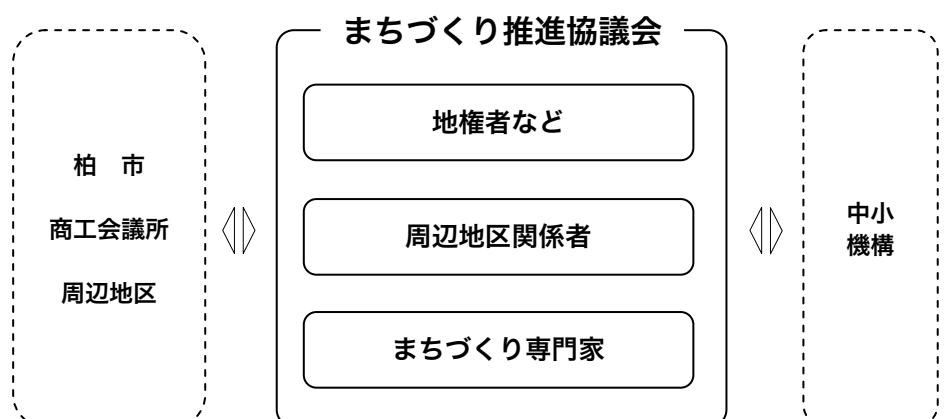 まちづくり推進協議会
柏　市
商工会議所
周辺地区
地権者など
周辺地区関係者
まちづくり専門家
中小
機構